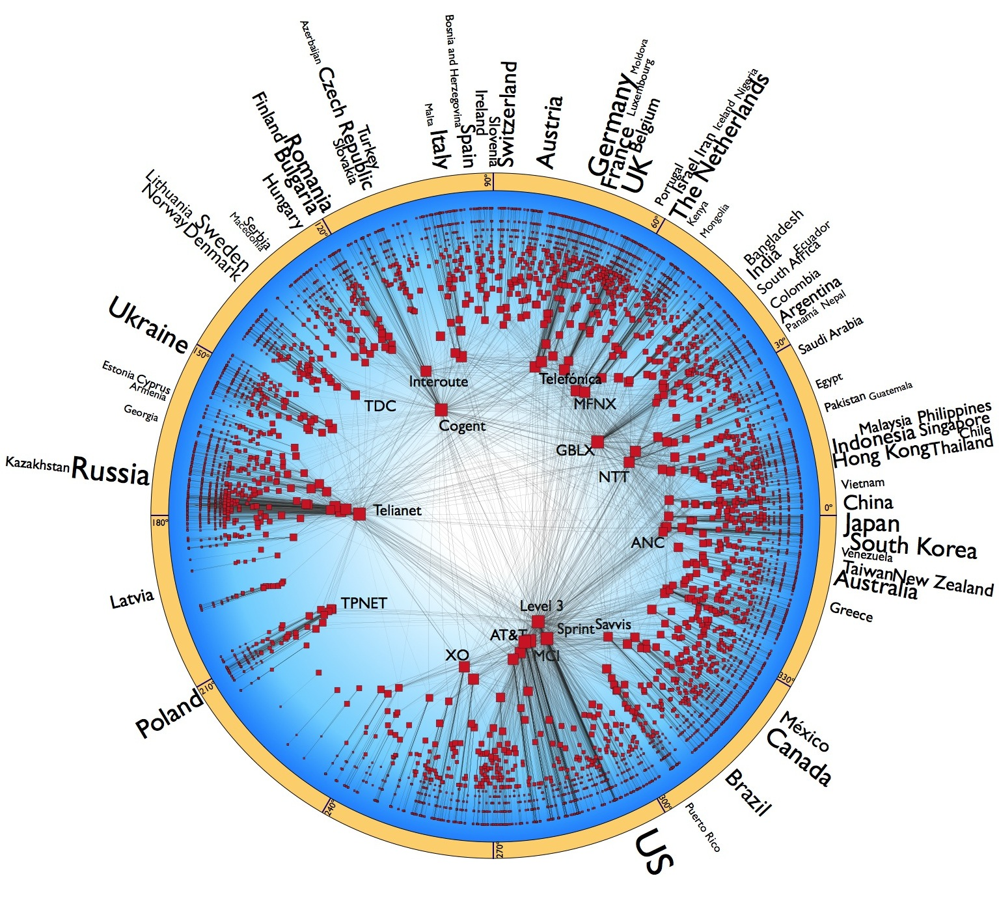 Azerbaijan
Czech Republic
Finland
Romania
Bulgaria
Hungary
Turkey
Slovakia
Malta
Italy
Bosnia and Herzegovina
Spain
Ireland
Slovenia
Switzerland
Austria
Germany
Moldova
France
Luxembourg
UK
Belgium
Portugal
Israel
Iran
Iceland
Nigeria
The Netherlands
Kenya
Mongolia
Bangladesh
India
Ecuador
South Africa
Colombia
Argentina
Panamá
Nepal
Saudi Arabia
Egypt
Pakistan
Guatemala
Malaysia
Philippines
Indonesia
Singapore
Chile
Hong Kong
Thailand
Vietnam
China
Japan
South Korea
Venezuela
Taiwan
New Zealand
Australia
Greece
México
Canada
Brazil
Puerto Rico
US
Poland
Latvia
Kazakhstan
Russia
Georgia
Armenia
Estonia
Cyprus
Ukraine
Lithuania
Norway
Sweden
Denmark
Serbia
Macedonia
90°
60°
30°
0°
330°
300°
270°
240°
210°
180°
150°
120°
Interoute
TDC
Cogent
Telefónica
MFNX
GBLX
NTT
Telianet
ANC
TPNET
Level 3
AT&T
Sprint
Savvis
MCI
XO